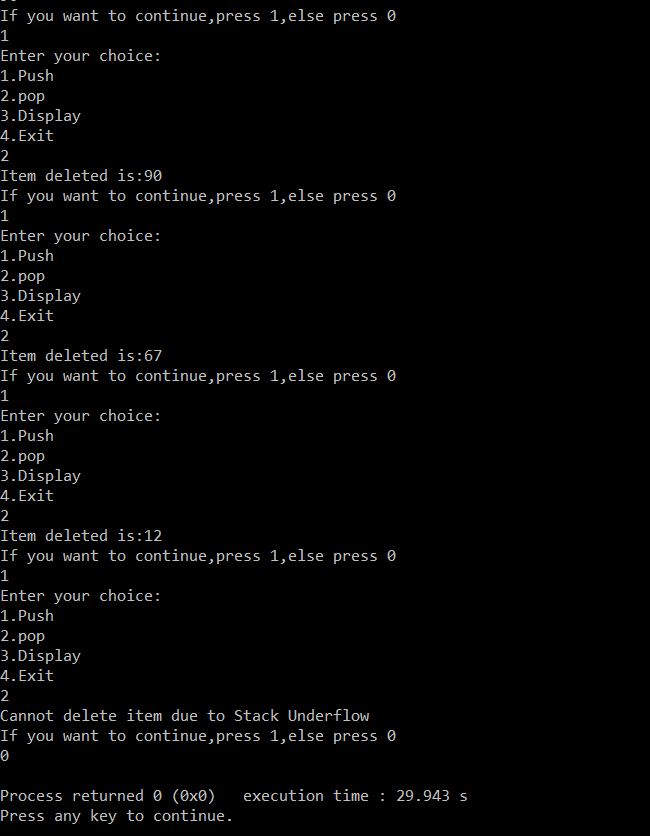 If you want to continue,press 1,else press 0
1
Enter your choice:
1.Push
2.pop
3.Display
4.Exit
2
Item deleted is:90
If you want to continue,press 1,else press 0
1
Enter your choice:
1.Push
2.pop
3.Display
4.Exit
2
Item deleted is:67
If you want to continue,press 1,else press 0
1
Enter your choice:
1.Push
2.pop
3.Display
4.Exit
2
Item deleted is:12
If you want to continue,press 1,else press 0
1
Enter your choice:
1.Push
2.pop
3.Display
4.Exit
2
Cannot delete item due to Stack Underflow
If you want to continue,press 1,else press 0
0
Process returned 0 (0x0)   execution time : 29.943 s
Press any key to continue.